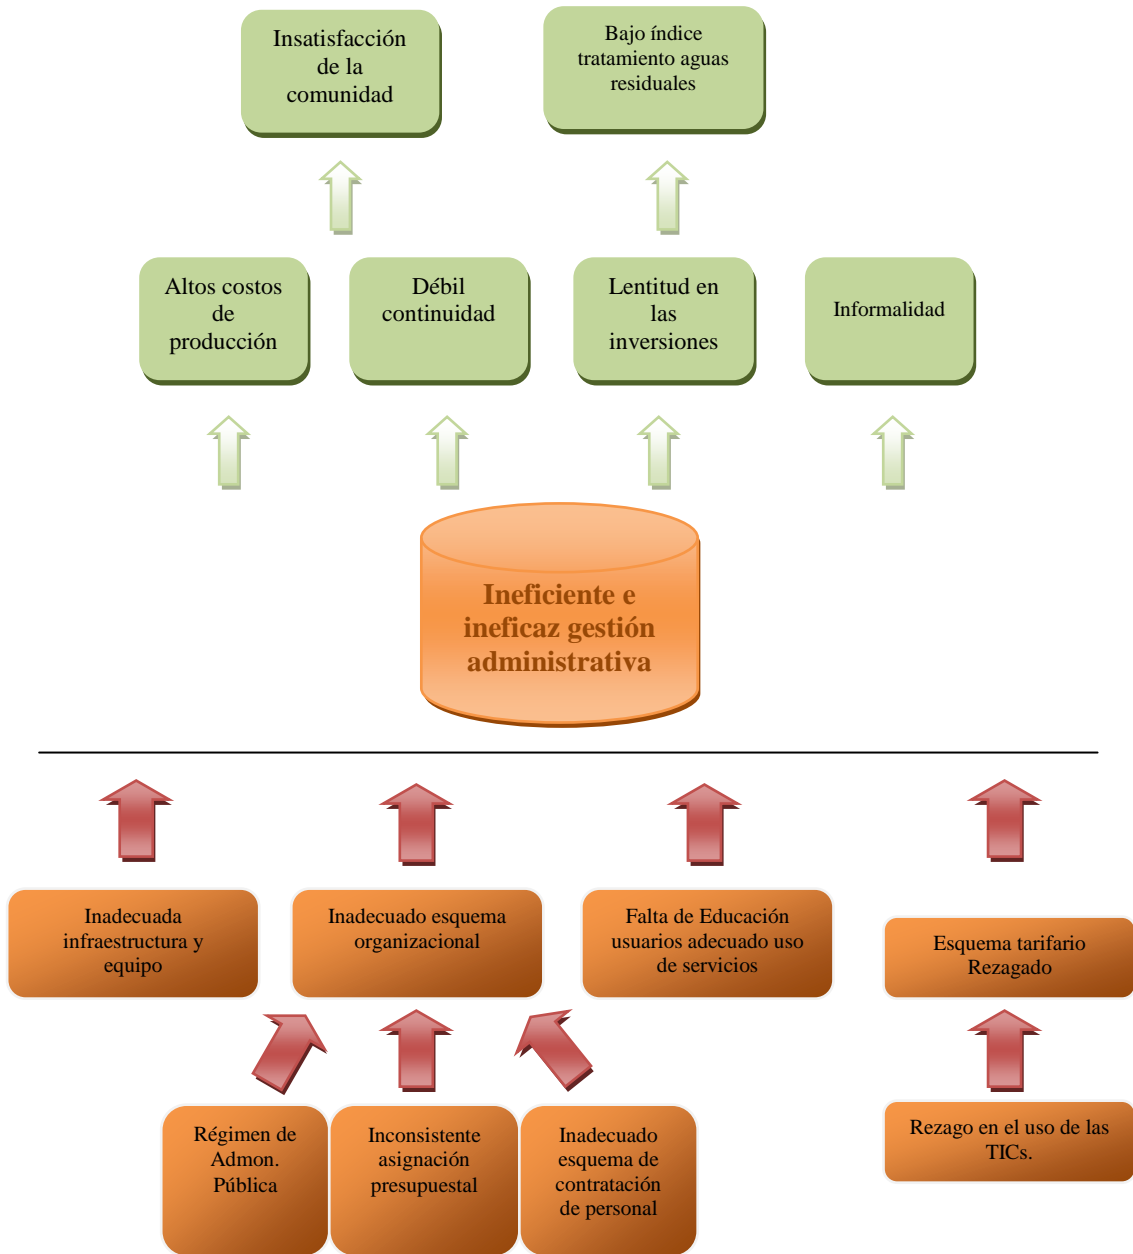 Insatisfacción
de la
comunidad
Bajo índice
tratamiento aguas
residuales
Altos costos
de
producción
Débil
continuidad
Lentitud en
las
inversiones
Informalidad
Ineficiente e
ineficaz gestión
administrativa
Inadecuada
infraestructura y
equipo
Inadecuado esquema
organizacional
Falta de Educación
usuarios adecuado uso
de servicios
Esquema tarifario
Rezagado
Régimen de
Admon.
Pública
Inconsistente
asignación
presupuestal
Inadecuado
esquema de
contratación
de personal
Rezago en el uso de las
TICs.